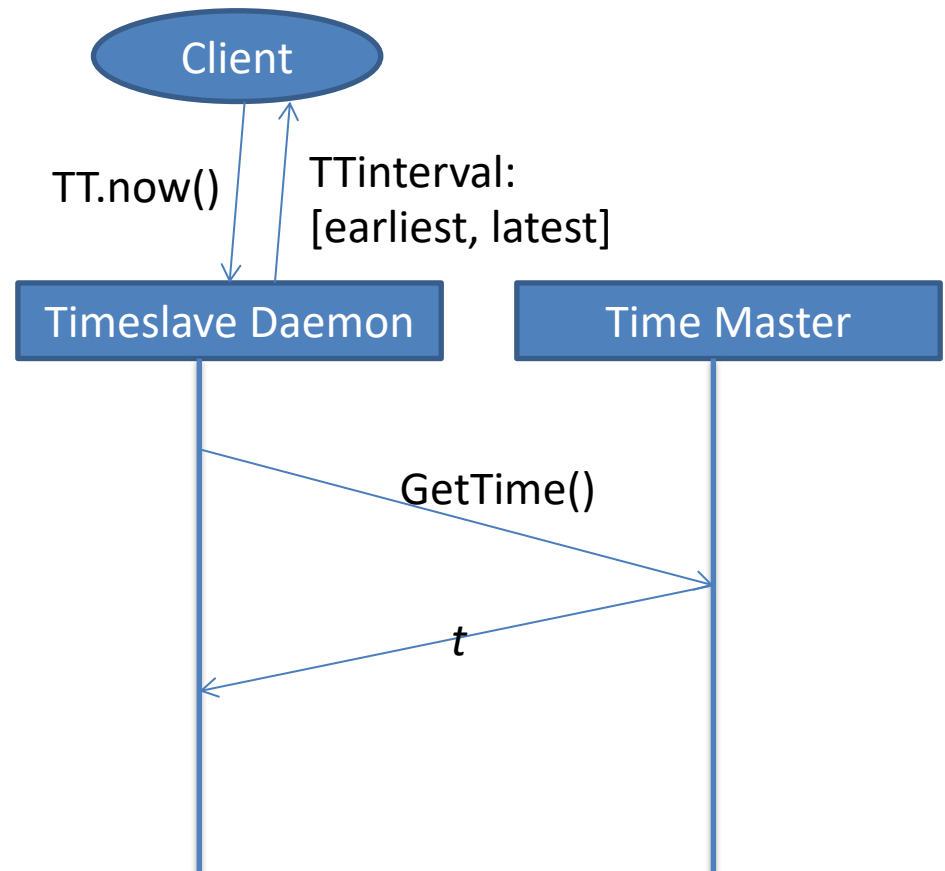 Client
TT.now()
TTinterval:
[earliest, latest]
Timeslave Daemon
Time Master
GetTime()
t